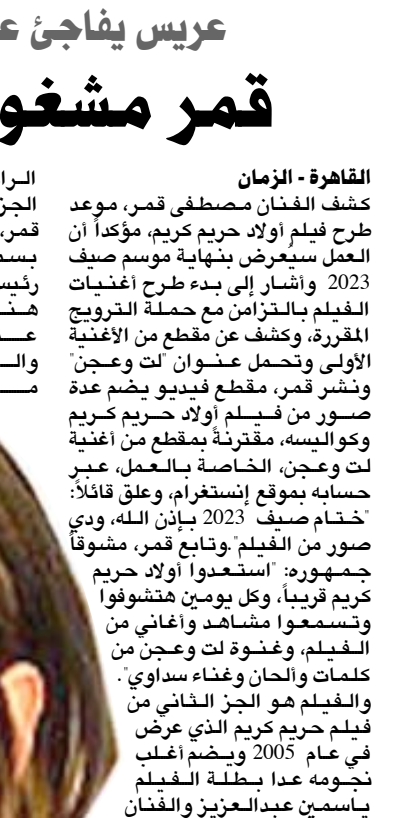 عريس يفاجئ
قمر مشغو
القاهرة - الزمان
كشف الفنان مصطفى قمر، موعد
طرح فيلم أولاد حريم كريم، مؤكداً أن
العمل سيُعرض بنهاية موسم صيف
2023 وأشار إلى بدء طرح أغنيات
الفيلم بالتزامن مع حملة الترويج
المقررة، وكشف عن مقطع من الأغنية
الأولى وتحمل عنوان "لت وعجن"
ونشر قمر، مقطع فيديو يضم عدة
صور من فيلم أولاد حريم كريم
وكواليسه، مقترنةً بمقطع من أغنية
لت وعجن، الخاصة بالعمل، عبر
حسابه بموقع إنستغرام، وعلق قائلاً:
"ختام صيف 2023 بإذن الله، ودي
صور من الفيلم".وتابع قمر، مشوقاً
جمهوره: "استعدوا أولاد حريم
كريم قريباً، وكل يومين هتشوفوا
وتسمعوا مشاهد وأغاني من
الفيلم، وغنوة لت وعجن من
كلمات وألحان وغناء سداوي".
والفيلم هو الجز الثاني من
فيلم حريم كريم الذي عرض
في عام 2005 ويضم أغلب
نجومه عدا بطلة الفيلم
ياسمين عبدالعزيز والفنان
الرا
الجز
قمر،
بسم
رئيس
هن
عـ
والـ
مـ